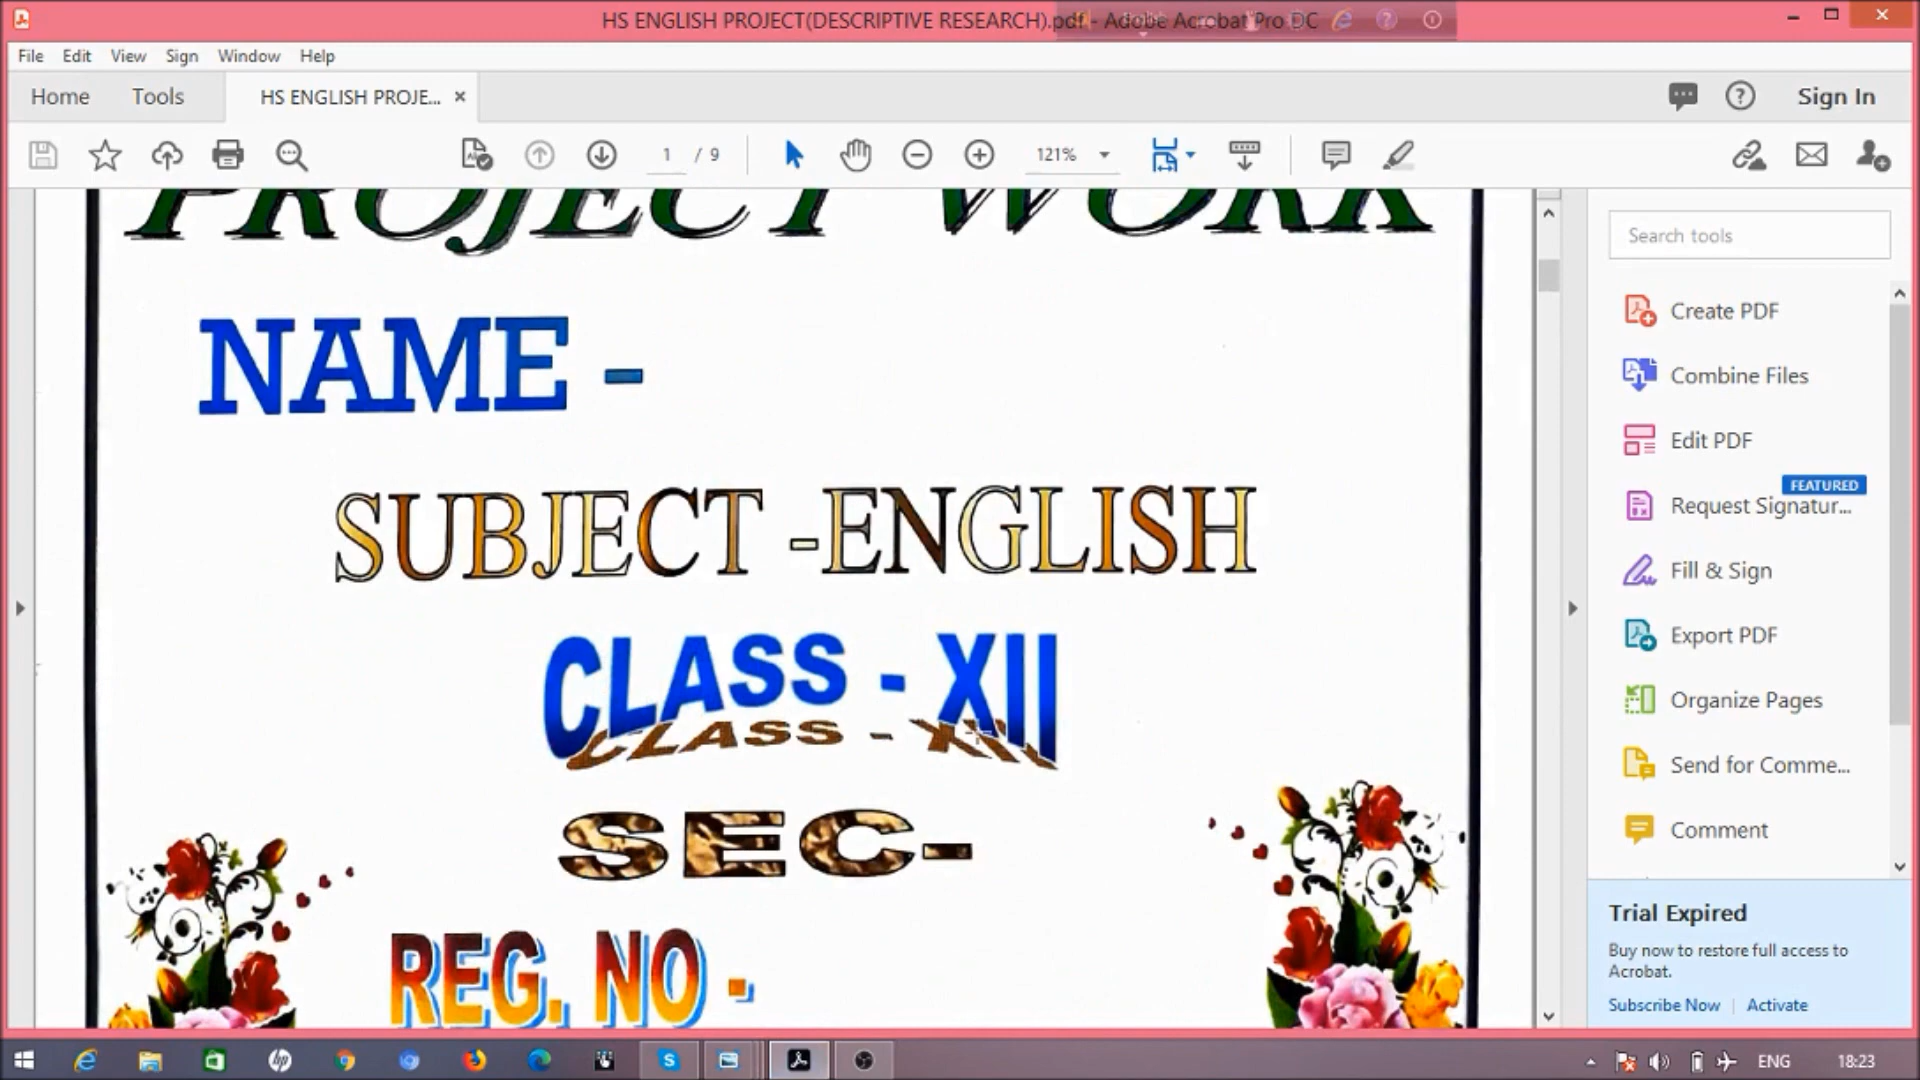 HS ENGLISH PROJECT(DESCRIPTIVE RESEARCH).pdf - Adobe Acrobat Pro DC
File Edit View Sign Window Help
Home Tools HS ENGLISH PROJE... × Sign In
1 / 9 121%
PROJECT WORK
NAME -
SUBJECT -ENGLISH
CLASS - XII
CLASS - XII
SEC-
REG. NO -
Search tools
Create PDF
Combine Files
Edit PDF
FEATURED
Request Signatur...
Fill & Sign
Export PDF
Organize Pages
Send for Comme...
Comment
Trial Expired
Buy now to restore full access to
Acrobat.
Subscribe Now | Activate
ENG 18:23